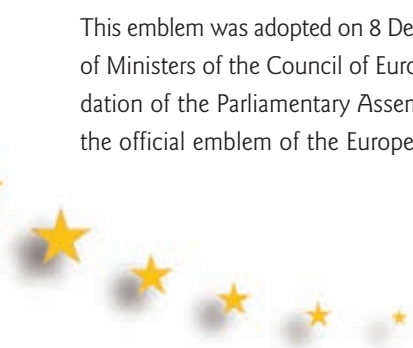 This emblem was adopted on 8 De
of Ministers of the Council of Euro
dation of the Parliamentary Assem
the official emblem of the Europe